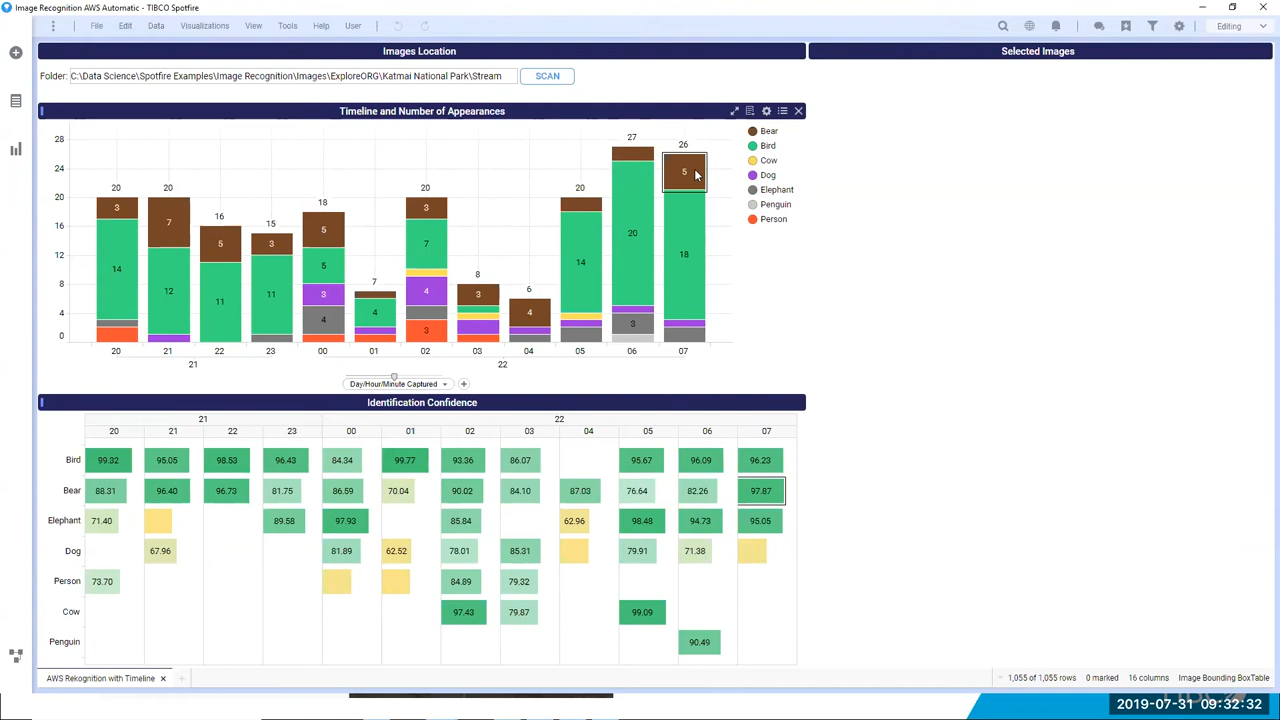 Image Recognition AWS Automatic - TIBCO Spotfire
File Edit Data Visualizations View Tools Help User Editing
Images Location
Selected Images
Folder: C:\Data Science\Spotfire Examples\Image Recognition\Images\ExploreORG\Katmai National Park\Stream SCAN
Timeline and Number of Appearances
28
24
20
16
12
8
4
0
20 20 16 15 18 7 20 8 6 20 27 26
3 14
7 12
5 11
3 11
5 5 3 4
4
3 7 4 3
3
4
14
20 3
5 18
20 21 22 23 00 01 02 03 04 05 06 07
21 22
Bear
Bird
Cow
Dog
Elephant
Penguin
Person
Day/Hour/Minute Captured
Identification Confidence
21 22
20 21 22 23 00 01 02 03 04 05 06 07
Bird 99.32 95.05 98.53 96.43 84.34 99.77 93.36 86.07 95.67 96.09 96.23
Bear 88.31 96.40 96.73 81.75 86.59 70.04 90.02 84.10 87.03 76.64 82.26 97.87
Elephant 71.40 89.58 97.93 85.84 62.96 98.48 94.73 95.05
Dog 67.96 81.89 62.52 78.01 85.31 79.91 71.38
Person 73.70 84.89 79.32
Cow 97.43 79.87 99.09
Penguin 90.49
AWS Rekognition with Timeline
1,055 of 1,055 rows 0 marked 16 columns Image Bounding BoxTable
2019-07-31 09:32:32